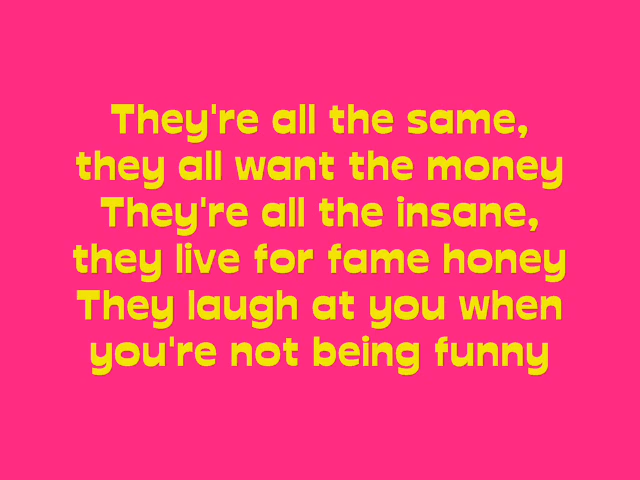 They're all the same,
they all want the money
They're all the insane,
they live for fame honey
They laugh at you when
you're not being funny